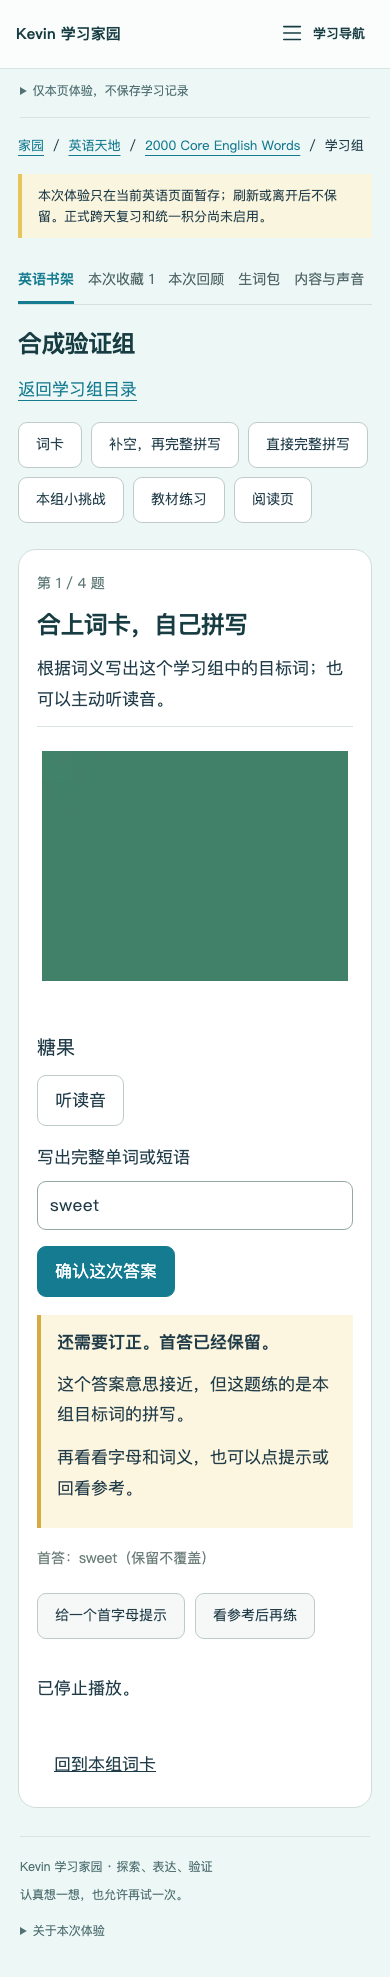 Kevin 学习家园
学习导航
仅本页体验，不保存学习记录
家园 / 英语天地 / 2000 Core English Words / 学习组
本次体验只在当前英语页面暂存；刷新或离开后不保
留。正式跨天复习和统一积分尚未启用。
英语书架 本次收藏 1 本次回顾 生词包 内容与声音
合成验证组
返回学习组目录
词卡 补空，再完整拼写 直接完整拼写
本组小挑战 教材练习 阅读页
第 1 / 4 题
合上词卡，自己拼写
根据词义写出这个学习组中的目标词；也
可以主动听读音。
糖果
听读音
写出完整单词或短语
sweet
确认这次答案
还需要订正。首答已经保留。
这个答案意思接近，但这题练的是本
组目标词的拼写。
再看看字母和词义，也可以点提示或
回看参考。
首答：sweet（保留不覆盖）
给一个首字母提示 看参考后再练
已停止播放。
回到本组词卡
Kevin 学习家园 · 探索、表达、验证
认真想一想，也允许再试一次。
关于本次体验